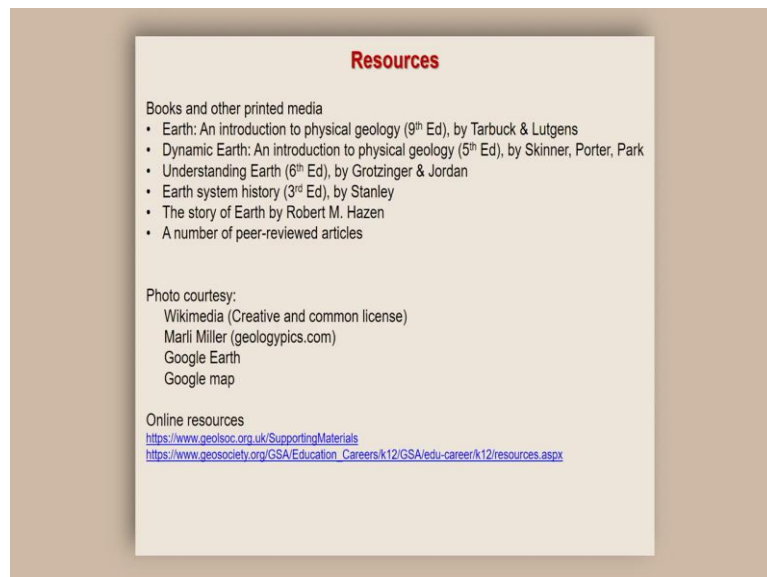 Resources
Books and other printed media
• Earth: An introduction to physical geology (9th Ed), by Tarbuck & Lutgens
• Dynamic Earth: An introduction to physical geology (5th Ed), by Skinner, Porter, Park
• Understanding Earth (6th Ed), by Grotzinger & Jordan
• Earth system history (3rd Ed), by Stanley
• The story of Earth by Robert M. Hazen
• A number of peer-reviewed articles
Photo courtesy:
Wikimedia (Creative and common license)
Marli Miller (geologypics.com)
Google Earth
Google map
Online resources
https://www.geolsoc.org.uk/SupportingMaterials
https://www.geosociety.org/GSA/Education_Careers/k12/GSA/edu-career/k12/resources.aspx